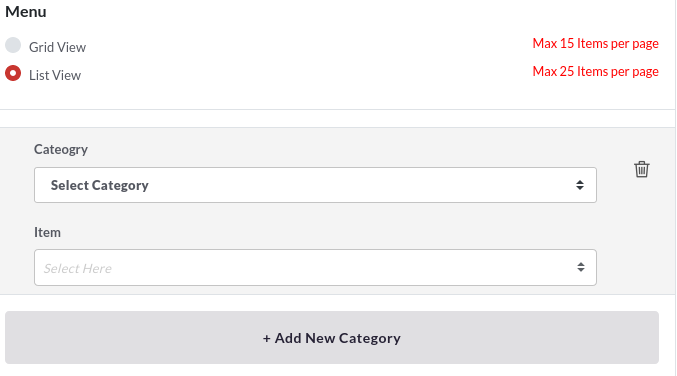 Menu
Grid View
Max 15 Items per page
List View
Max 25 Items per page
Cateogry
Select Category
Item
Select Here
+ Add New Category